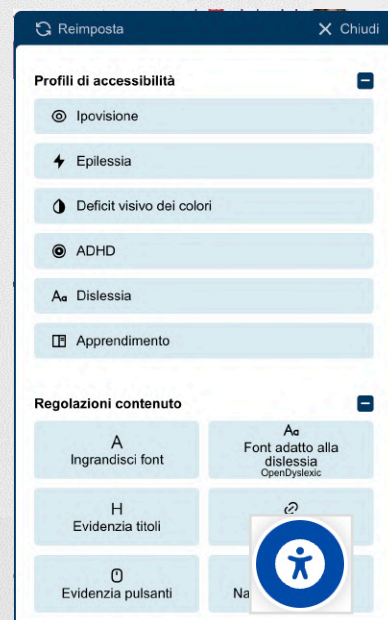 Reimposta
Chiudi
Profili di accessibilità
Ipovisione
Epilessia
Deficit visivo dei colori
ADHD
Aa Dislessia
Apprendimento
Regolazioni contenuto
A
Ingrandisci font
Aa
Font adatto alla
dislessia
OpenDyslexic
H
Evidenzia titoli
Evidenzia pulsanti